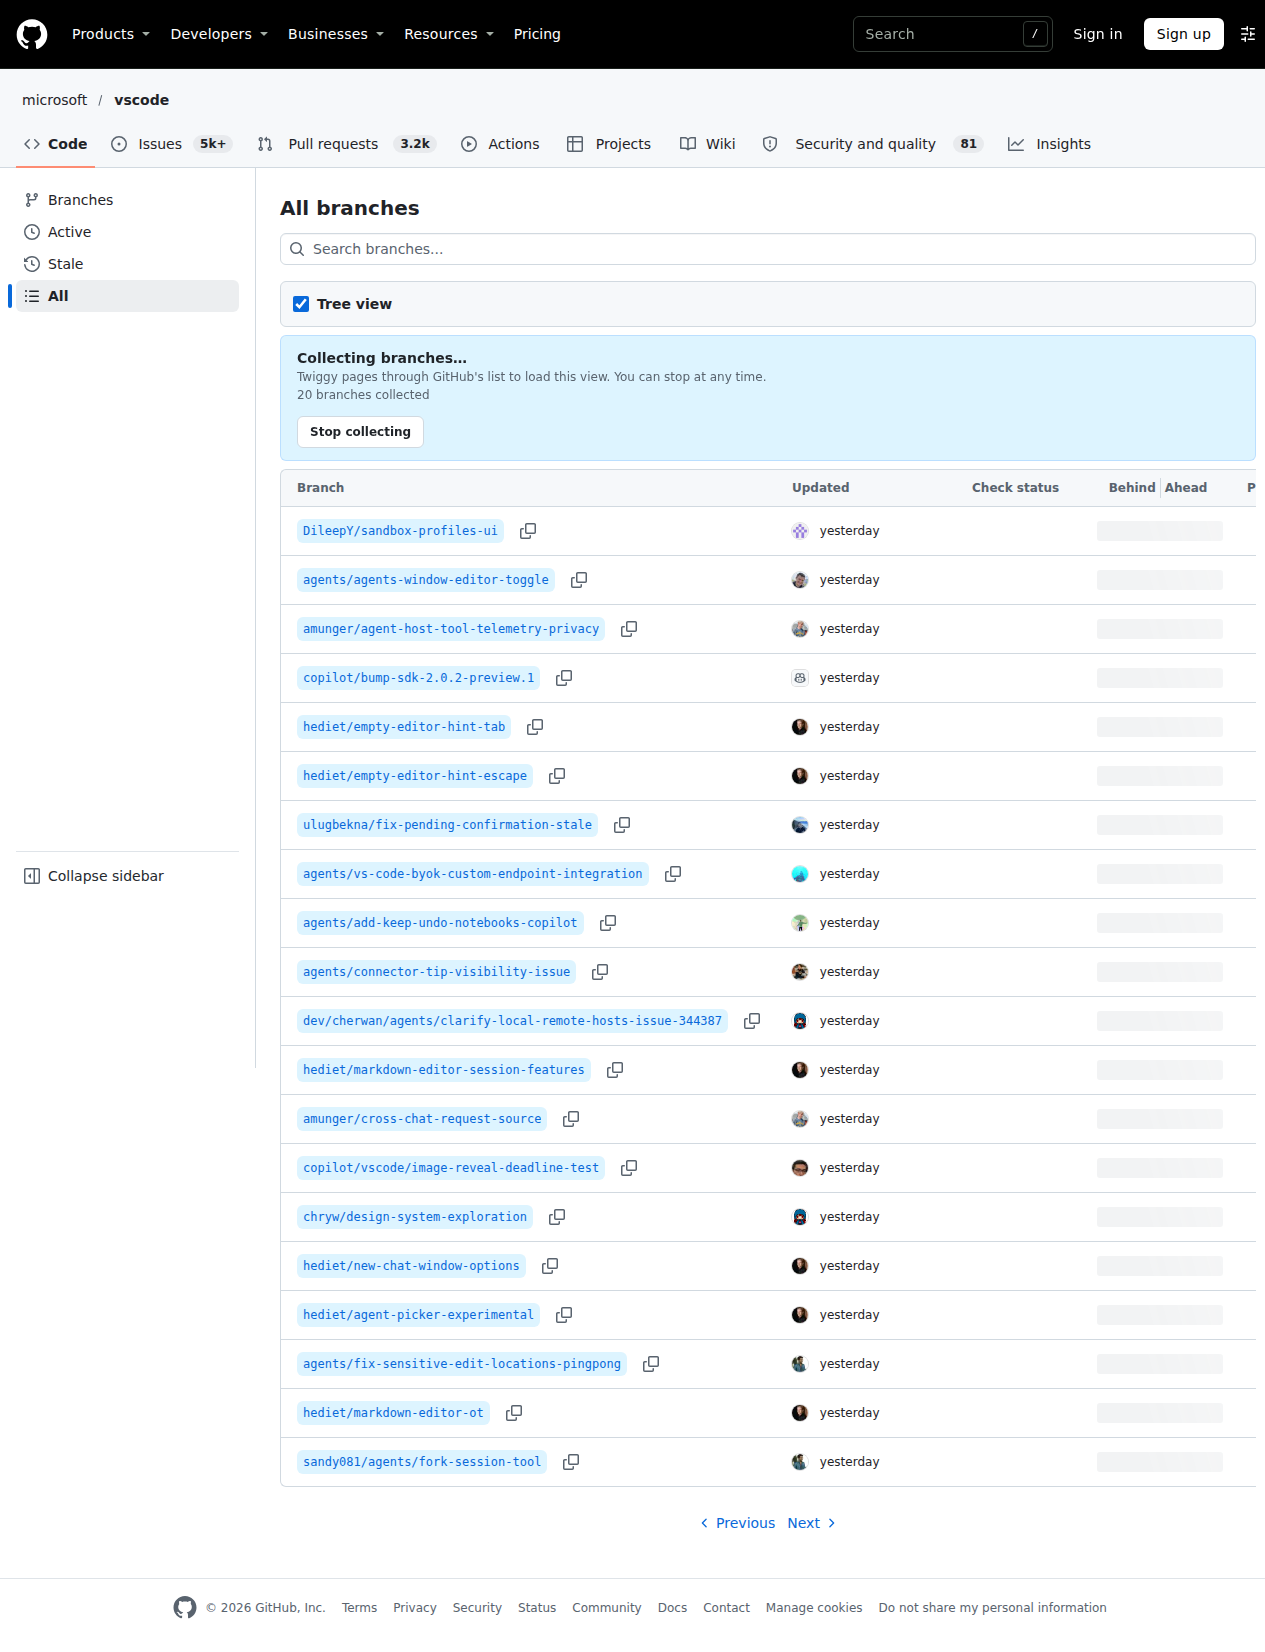 Products Developers Businesses Resources Pricing Search / Sign in Sign up
microsoft / vscode
Code Issues 5k+ Pull requests 3.2k Actions Projects Wiki Security and quality 81 Insights
Branches
Active
Stale
All
Collapse sidebar
All branches
Search branches...
Tree view
Collecting branches…
Twiggy pages through GitHub's list to load this view. You can stop at any time.
20 branches collected
Stop collecting
Branch Updated Check status Behind Ahead P
DileepY/sandbox-profiles-ui yesterday
agents/agents-window-editor-toggle yesterday
amunger/agent-host-tool-telemetry-privacy yesterday
copilot/bump-sdk-2.0.2-preview.1 yesterday
hediet/empty-editor-hint-tab yesterday
hediet/empty-editor-hint-escape yesterday
ulugbekna/fix-pending-confirmation-stale yesterday
agents/vs-code-byok-custom-endpoint-integration yesterday
agents/add-keep-undo-notebooks-copilot yesterday
agents/connector-tip-visibility-issue yesterday
dev/cherwan/agents/clarify-local-remote-hosts-issue-344387 yesterday
hediet/markdown-editor-session-features yesterday
amunger/cross-chat-request-source yesterday
copilot/vscode/image-reveal-deadline-test yesterday
chryw/design-system-exploration yesterday
hediet/new-chat-window-options yesterday
hediet/agent-picker-experimental yesterday
agents/fix-sensitive-edit-locations-pingpong yesterday
hediet/markdown-editor-ot yesterday
sandy081/agents/fork-session-tool yesterday
Previous Next
© 2026 GitHub, Inc. Terms Privacy Security Status Community Docs Contact Manage cookies Do not share my personal information